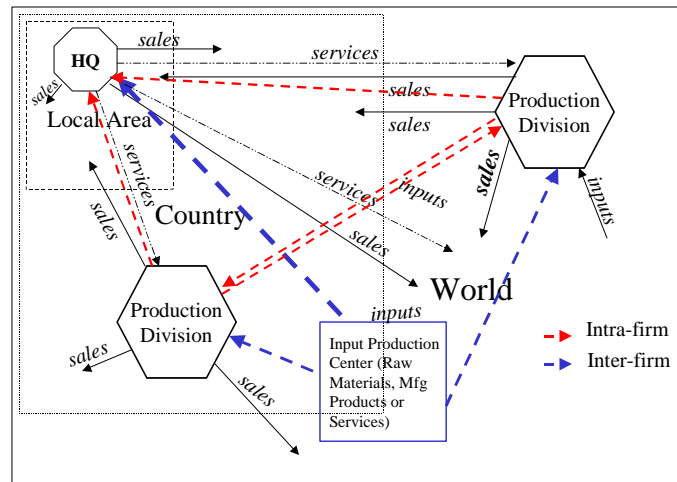 sales
HQ
services
sales
sales
Local Area
sales
Production
Division
services
inputs
sales
services
sales
inputs
Country
sales
World
Production
Division
inputs
Input Production
Center (Raw
Materials, Mfg
Products or
Services)
Intra-firm
Inter-firm
sales
sales